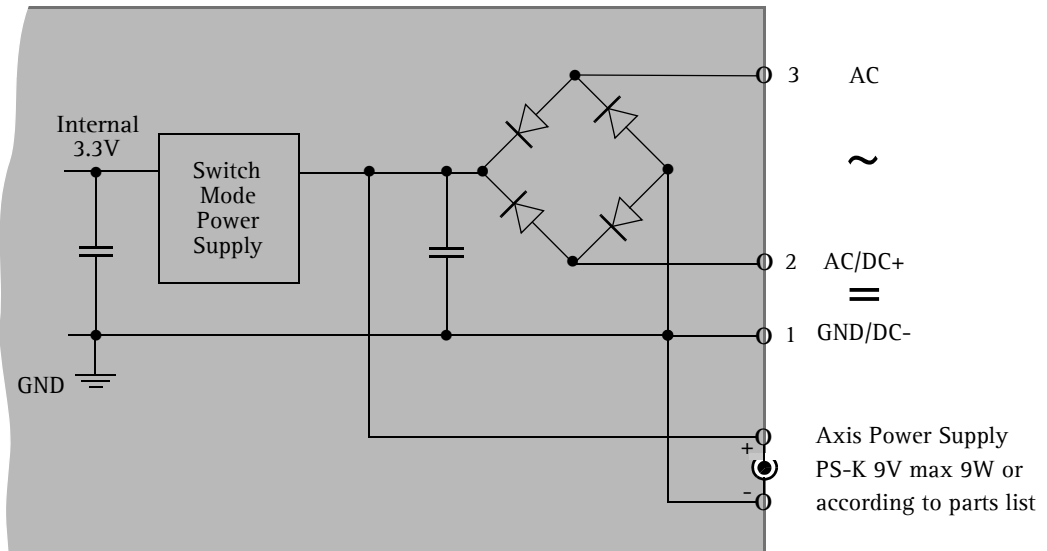 3 AC
Internal
3.3V
Switch
Mode
Power
Supply
~
2 AC/DC+
=
1 GND/DC-
GND
+ Axis Power Supply
PS-K 9V max 9W or
- according to parts list